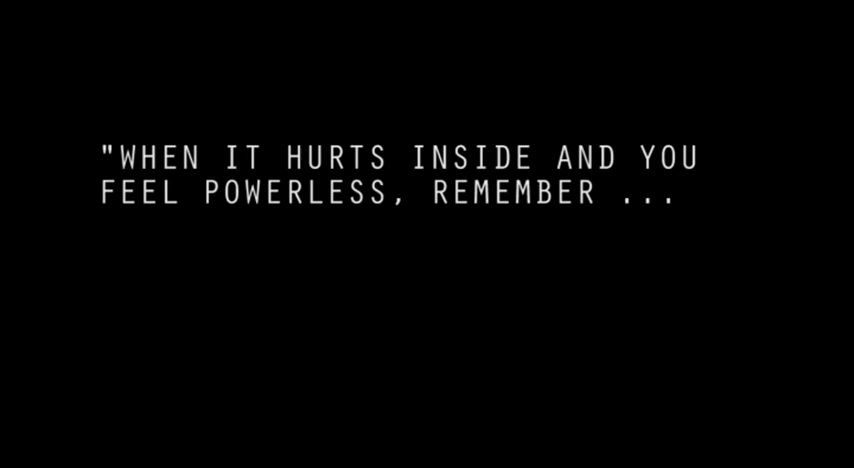 "WHEN IT HURTS INSIDE AND YOU
FEEL POWERLESS, REMEMBER ...